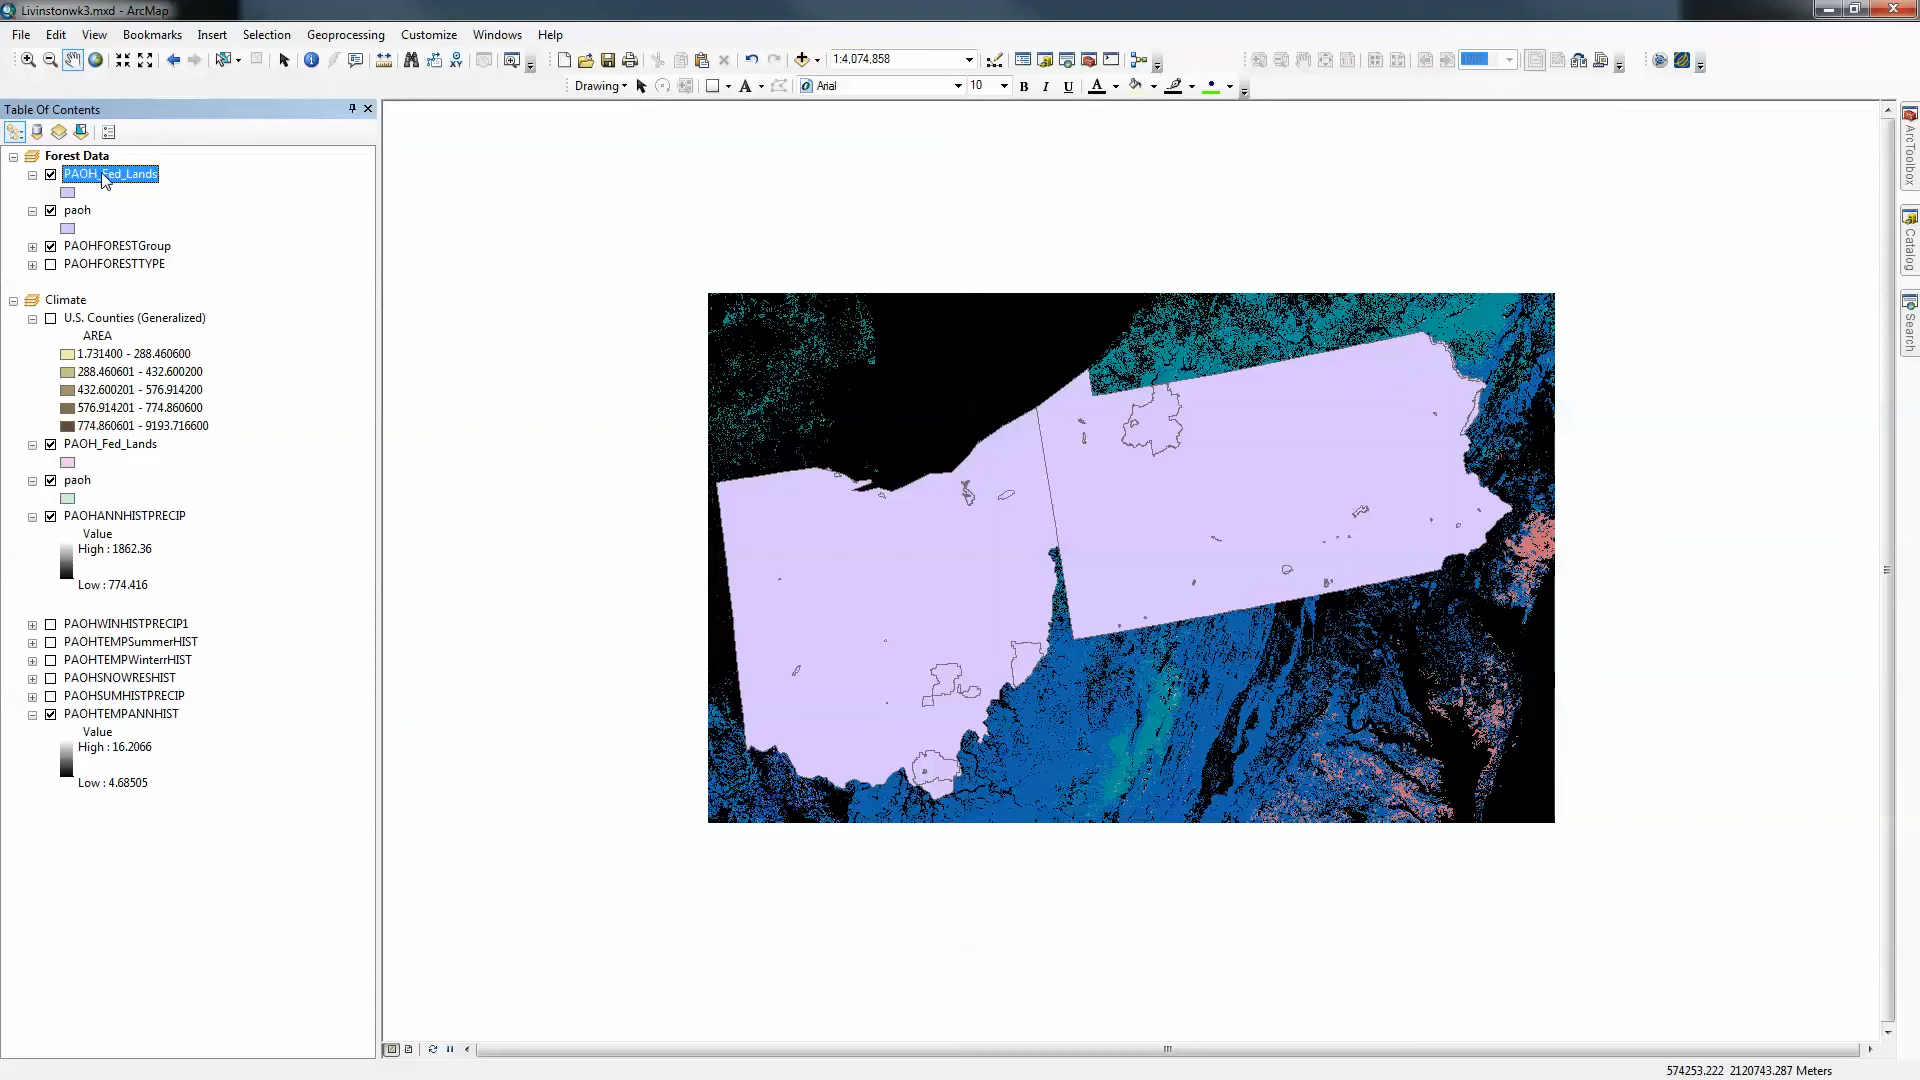 Livinstonwk3.mxd - ArcMap
File Edit View Bookmarks Insert Selection Geoprocessing Customize Windows Help
1:4,074,858
Drawing A Arial 10 B I U A
Table Of Contents
Forest Data
PAOH_Fed_Lands
paoh
PAOHFORESTGroup
PAOHFORESTTYPE
Climate
U.S. Counties (Generalized)
AREA
1.731400 - 288.460600
288.460601 - 432.600200
432.600201 - 576.914200
576.914201 - 774.860600
774.860601 - 9193.716600
PAOH_Fed_Lands
paoh
PAOHANNHISTPRECIP
Value
High : 1862.36
Low : 774.416
PAOHWINHISTPRECIP1
PAOHTEMPSummerHIST
PAOHTEMPWinterrHIST
PAOHSNOWRESHIST
PAOHSUMHISTPRECIP
PAOHTEMPANNHIST
Value
High : 16.2066
Low : 4.68505
ArcToolbox
Catalog
Search
574253.222 2120743.287 Meters